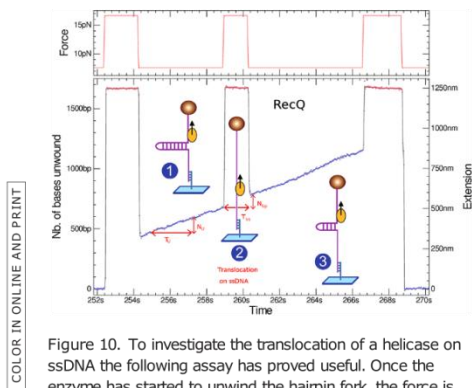 15pN
10pN
Force
RecQ
1500bp
1000bp
500bp
0
Nb. of bases unwound
1250nm
1000nm
750nm
500nm
250nm
0nm
Extension
1
2
3
Translocation
on ssDNA
252s 254s 256s 258s 260s 262s 264s 266s 268s 270s
Time
COLOR IN ONLINE AND PRINT
Figure 10. To investigate the translocation of a helicase on
ssDNA the following assay has proved useful. Once the
enzyme has started to unwind the hairpin fork, the force is